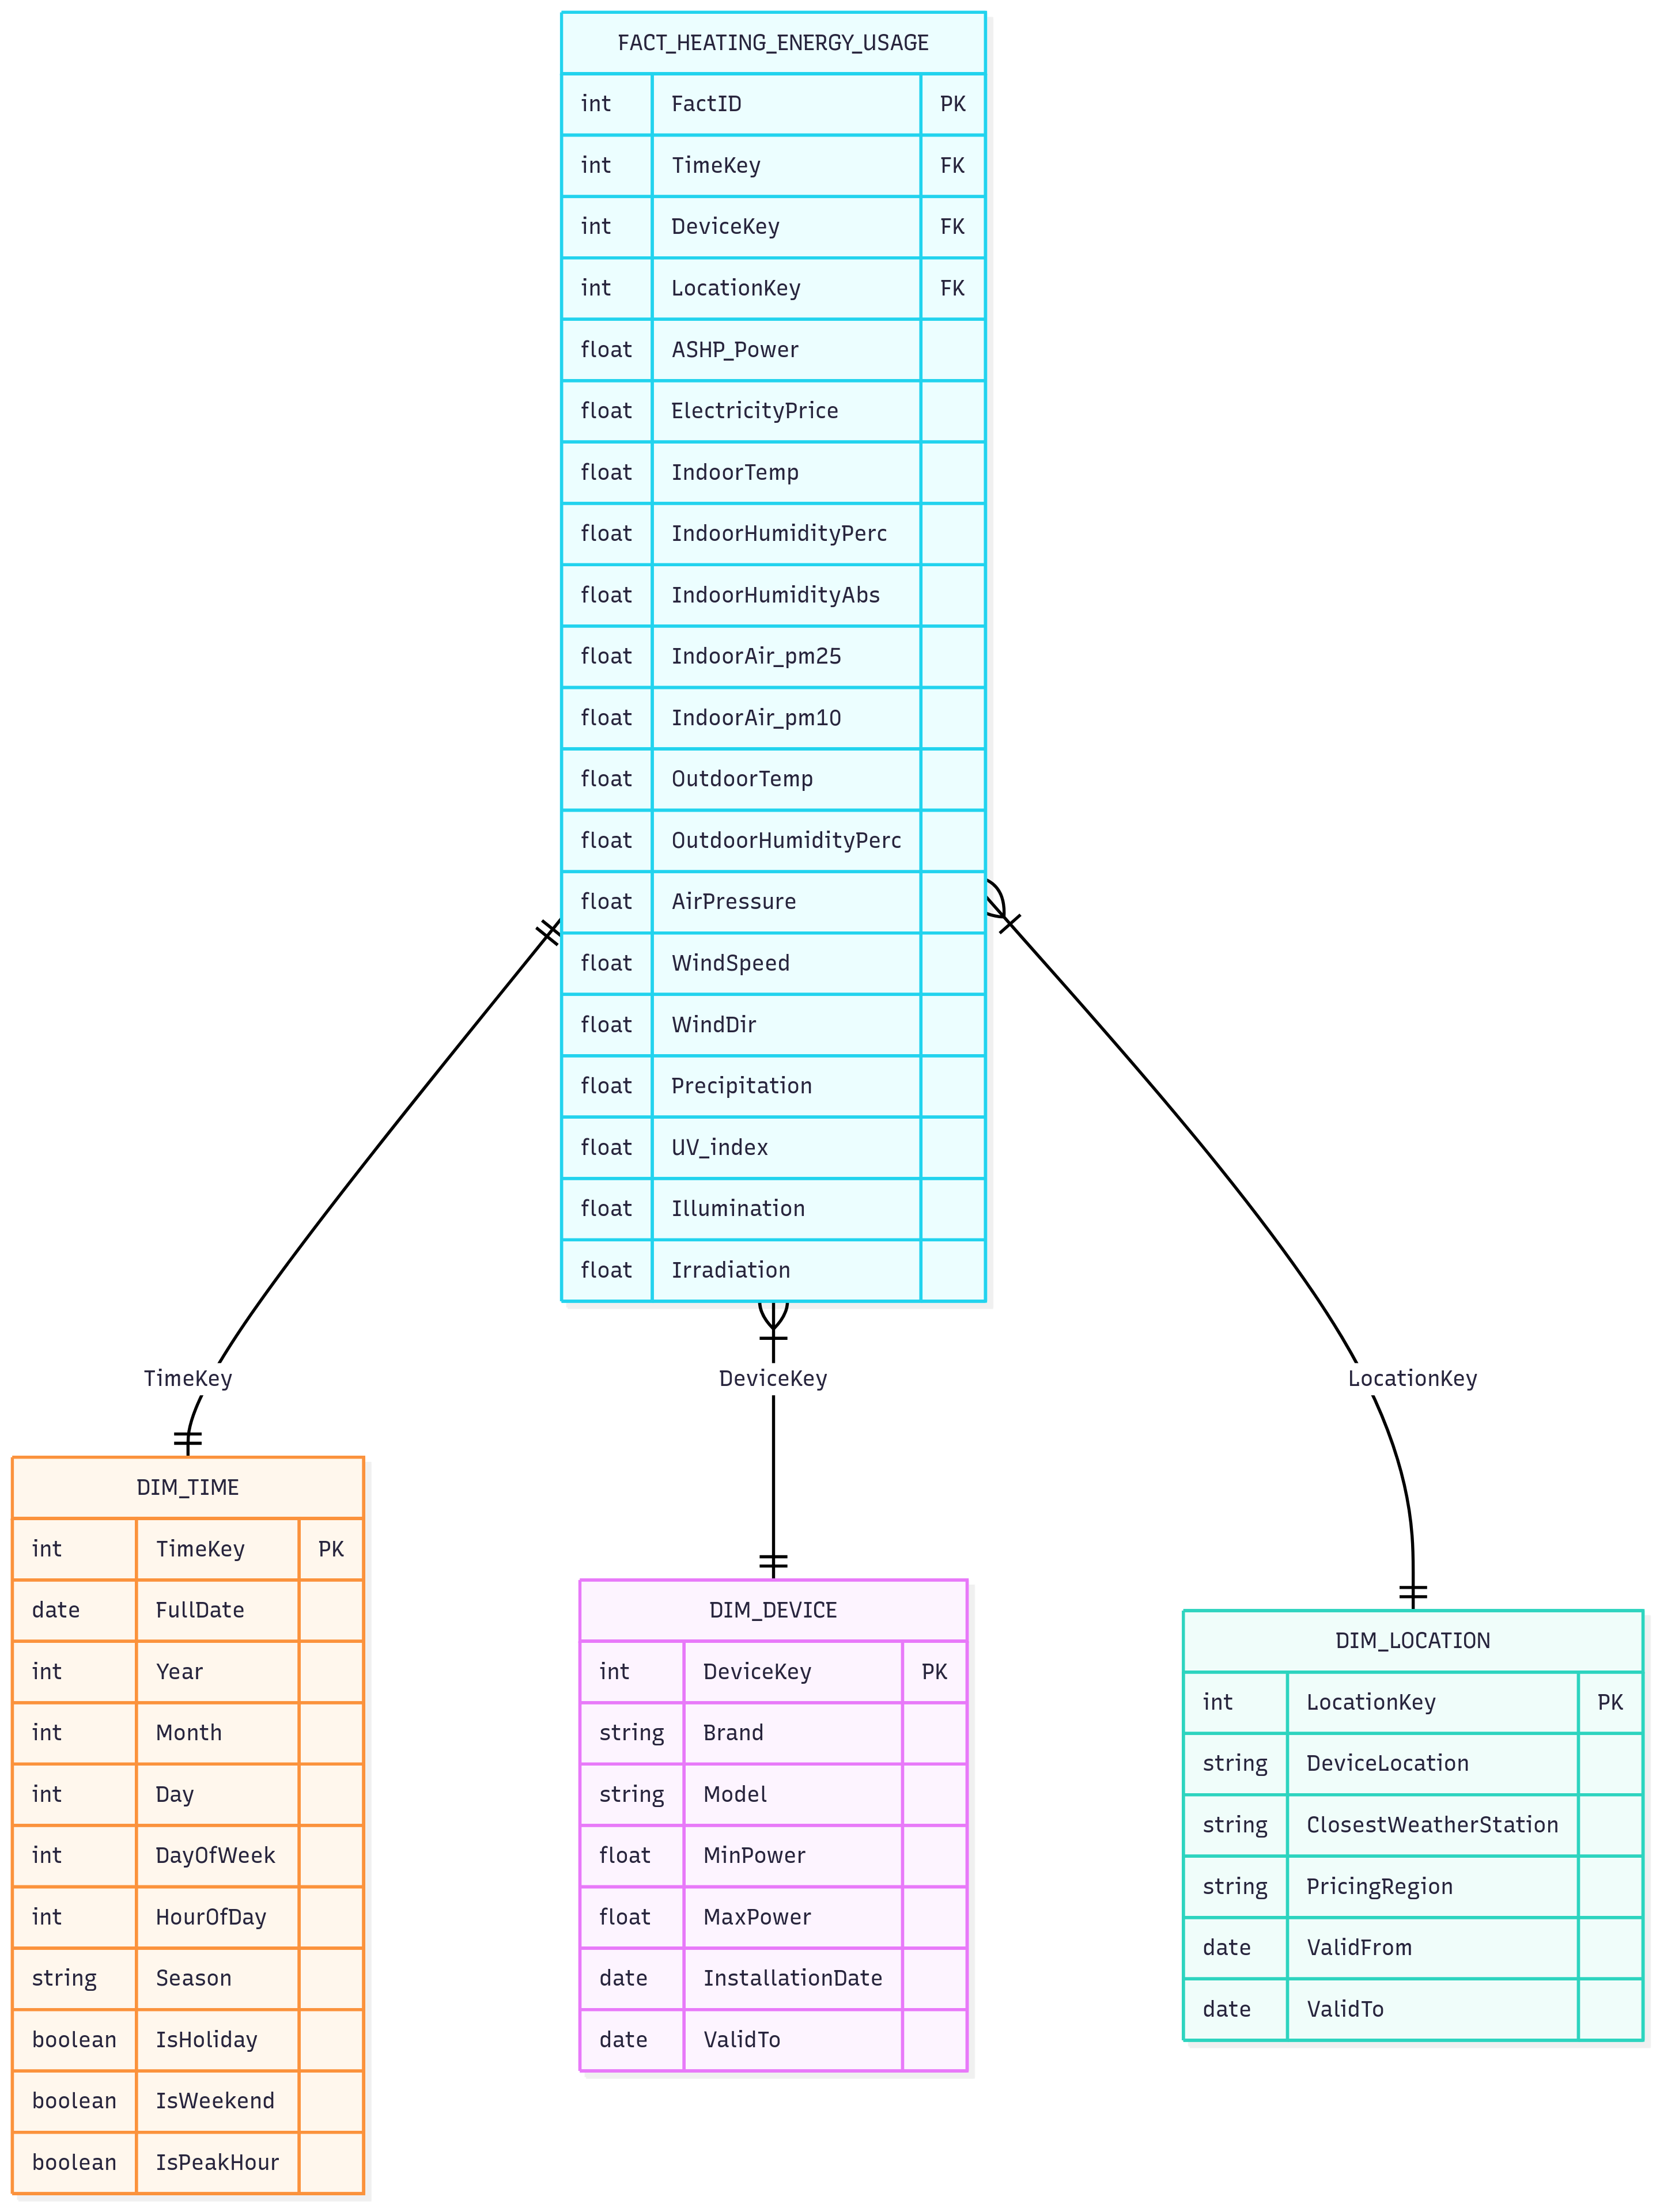 FACT_HEATING_ENERGY_USAGE
int FactID PK
int TimeKey FK
int DeviceKey FK
int LocationKey FK
float ASHP_Power
float ElectricityPrice
float IndoorTemp
float IndoorHumidityPerc
float IndoorHumidityAbs
float IndoorAir_pm25
float IndoorAir_pm10
float OutdoorTemp
float OutdoorHumidityPerc
float AirPressure
float WindSpeed
float WindDir
float Precipitation
float UV_index
float Illumination
float Irradiation
TimeKey
DeviceKey
LocationKey
DIM_TIME
int TimeKey PK
date FullDate
int Year
int Month
int Day
int DayOfWeek
int HourOfDay
string Season
boolean IsHoliday
boolean IsWeekend
boolean IsPeakHour
DIM_DEVICE
int DeviceKey PK
string Brand
string Model
float MinPower
float MaxPower
date InstallationDate
date ValidTo
DIM_LOCATION
int LocationKey PK
string DeviceLocation
string ClosestWeatherStation
string PricingRegion
date ValidFrom
date ValidTo